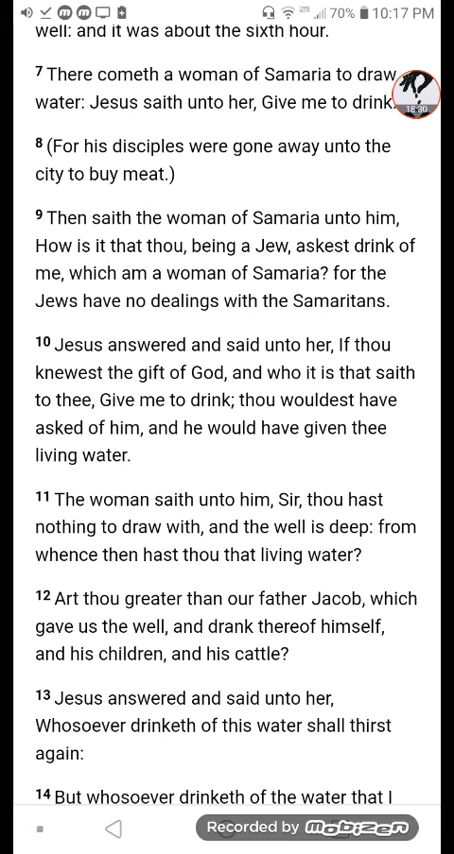 70% 10:17 PM
well: and it was about the sixth hour.
7 There cometh a woman of Samaria to draw
water: Jesus saith unto her, Give me to drink.
18:30
8 (For his disciples were gone away unto the
city to buy meat.)
9 Then saith the woman of Samaria unto him,
How is it that thou, being a Jew, askest drink of
me, which am a woman of Samaria? for the
Jews have no dealings with the Samaritans.
10 Jesus answered and said unto her, If thou
knewest the gift of God, and who it is that saith
to thee, Give me to drink; thou wouldest have
asked of him, and he would have given thee
living water.
11 The woman saith unto him, Sir, thou hast
nothing to draw with, and the well is deep: from
whence then hast thou that living water?
12 Art thou greater than our father Jacob, which
gave us the well, and drank thereof himself,
and his children, and his cattle?
13 Jesus answered and said unto her,
Whosoever drinketh of this water shall thirst
again:
14 But whosoever drinketh of the water that I
Recorded by mobizen